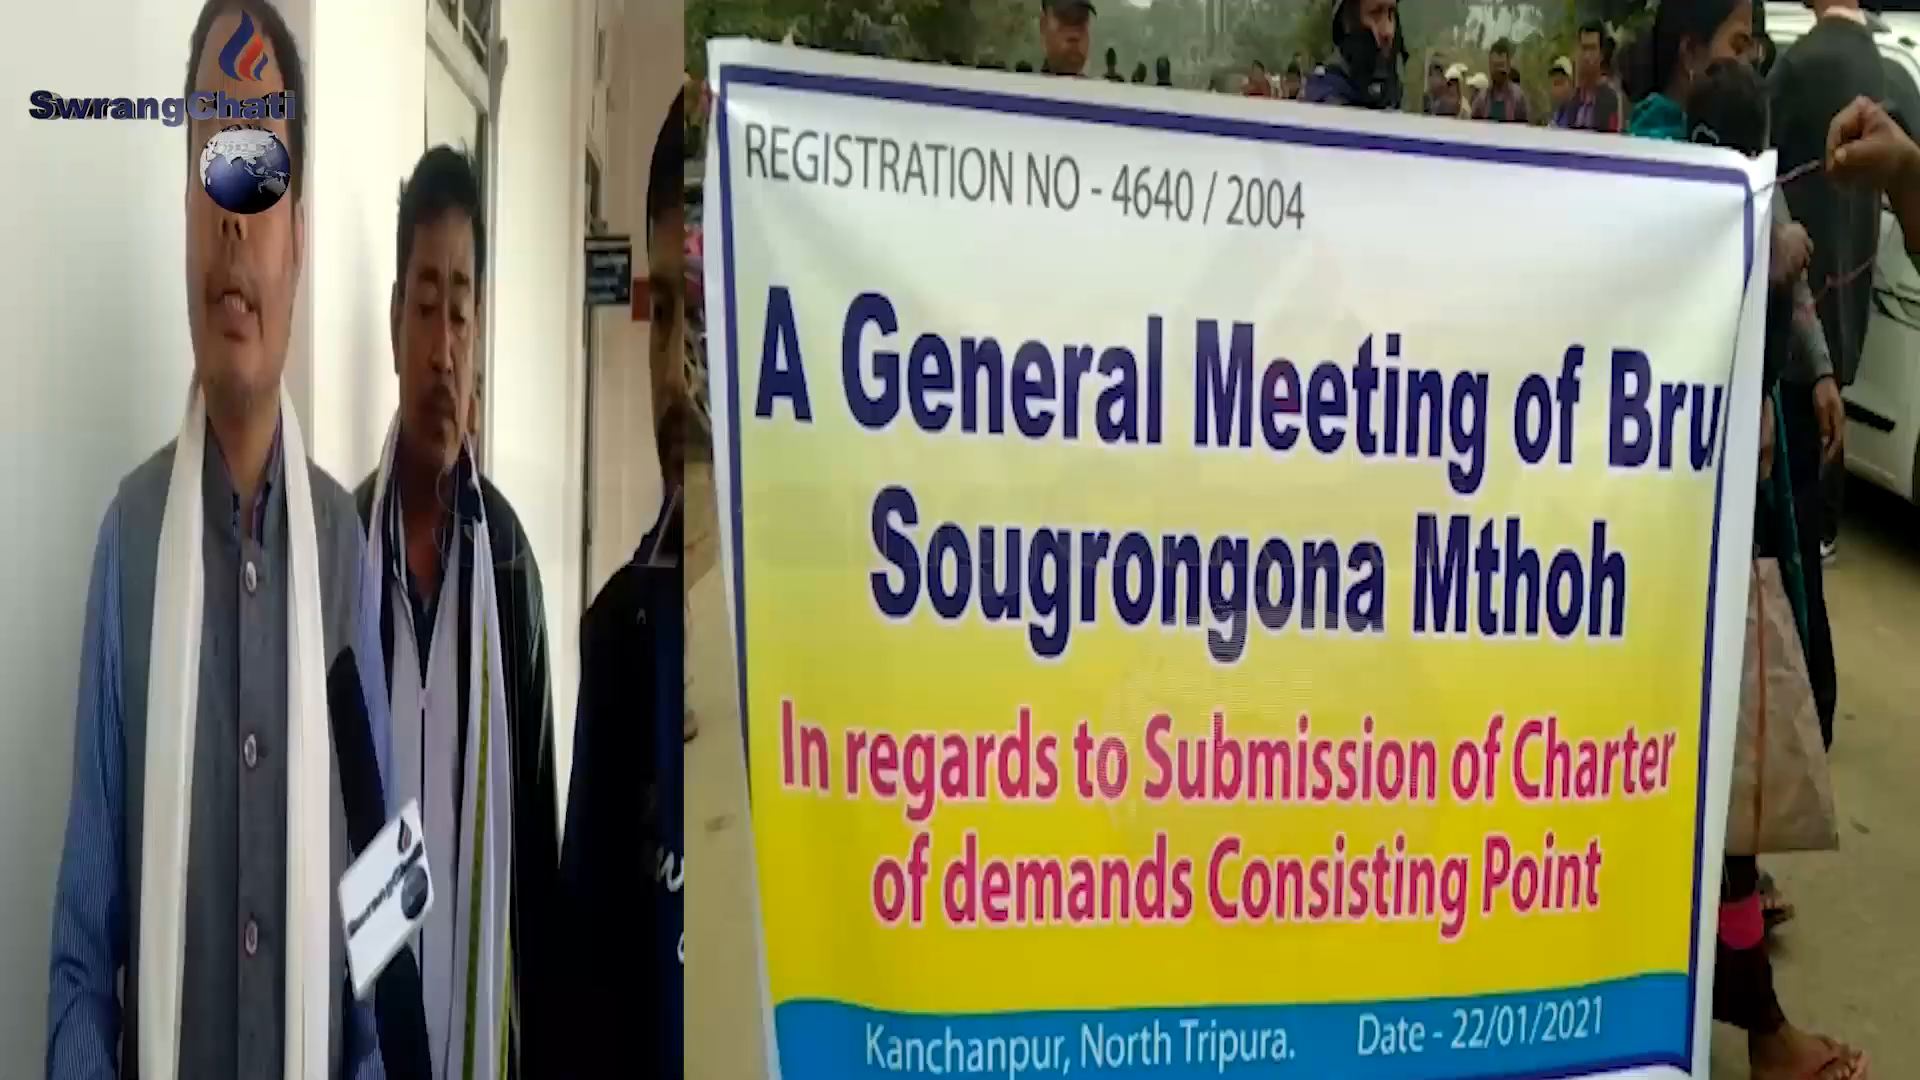 SwrangChati
REGISTRATION NO - 4640 / 2004
A General Meeting of Bru
Sougrongona Mthoh
In regards to Submission of Charter
of demands Consisting Point
Kanchanpur, North Tripura. Date - 22/01/2021